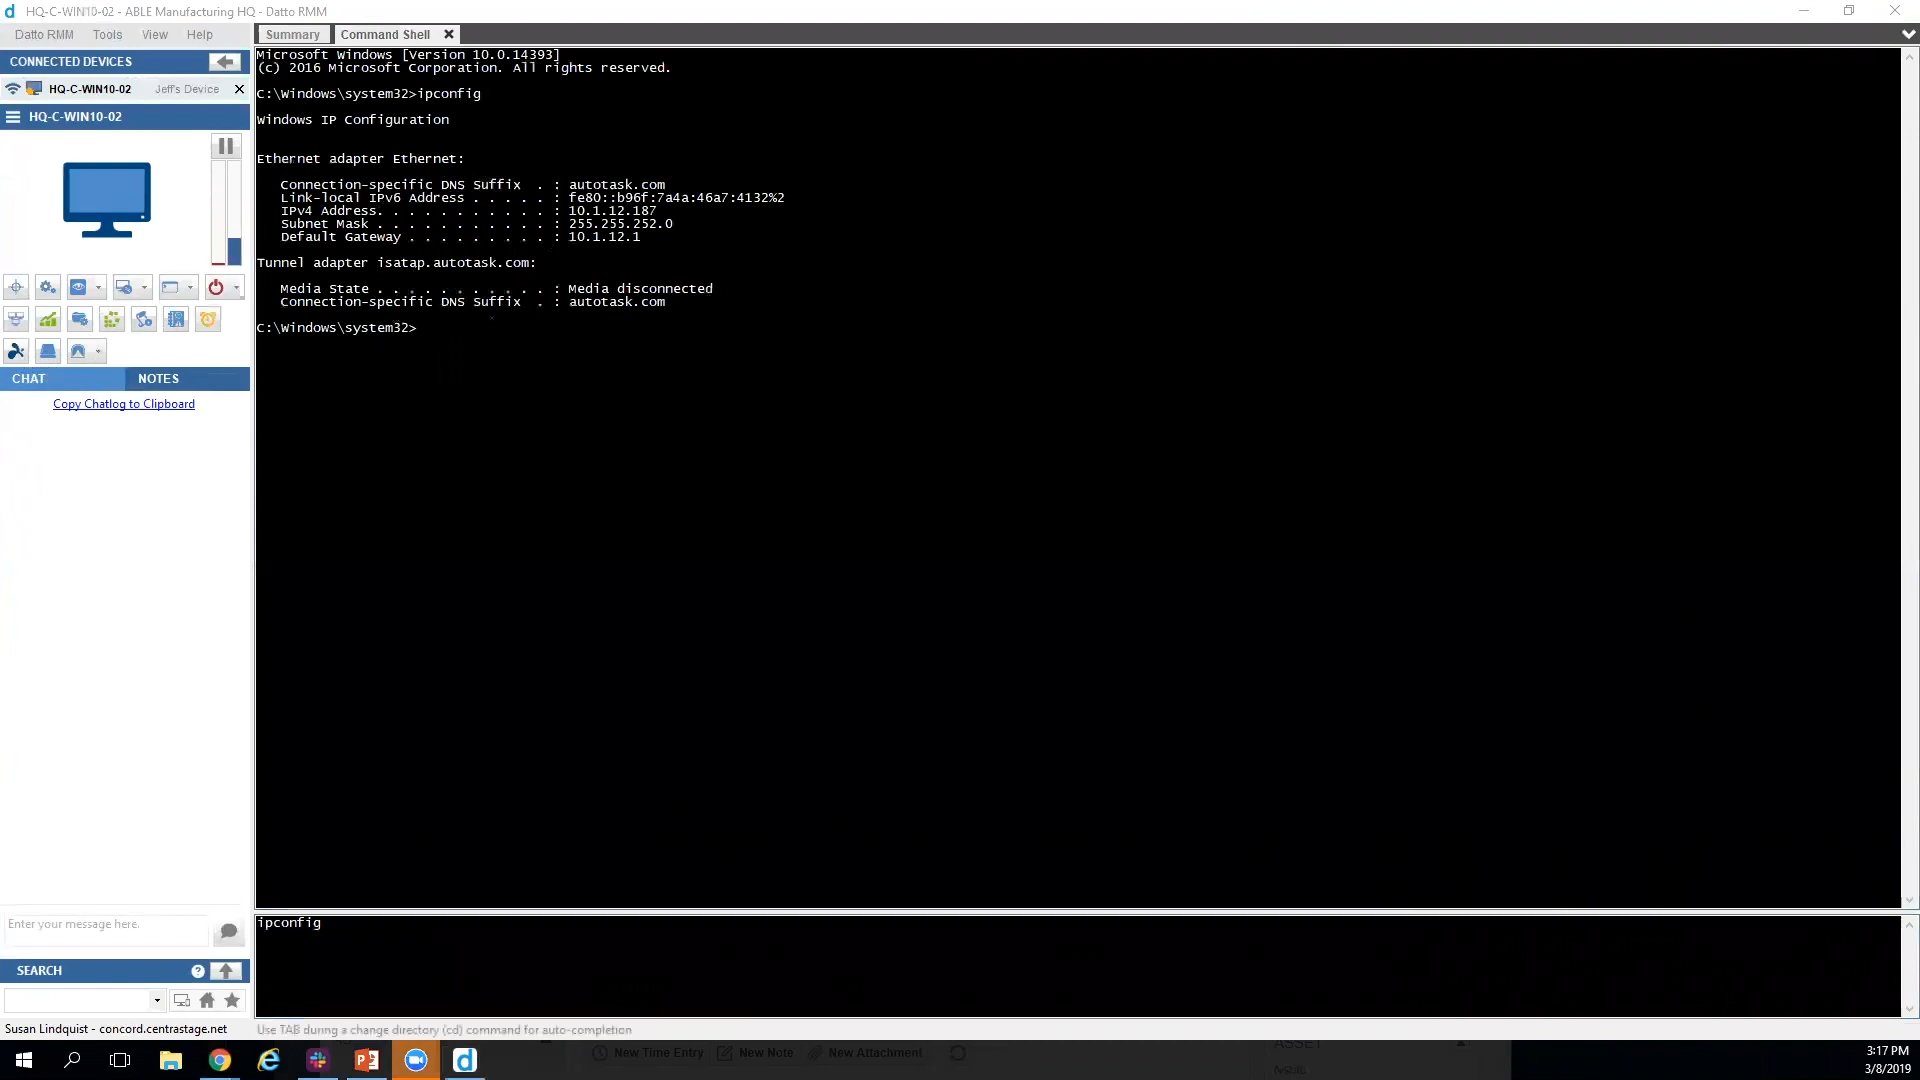 d HQ-C-WIN10-02 - ABLE Manufacturing HQ - Datto RMM
Datto RMM Tools View Help
Summary Command Shell
CONNECTED DEVICES
HQ-C-WIN10-02 Jeff's Device
HQ-C-WIN10-02
CHAT NOTES
Copy Chatlog to Clipboard
Enter your message here.
SEARCH ?
Susan Lindquist - concord.centrastage.net
Microsoft Windows [Version 10.0.14393]
(c) 2016 Microsoft Corporation. All rights reserved.
C:\Windows\system32>ipconfig
Windows IP Configuration
Ethernet adapter Ethernet:
Connection-specific DNS Suffix . : autotask.com
Link-local IPv6 Address . . . . . : fe80::b96f:7a4a:46a7:4132%2
IPv4 Address. . . . . . . . . . . : 10.1.12.187
Subnet Mask . . . . . . . . . . . : 255.255.252.0
Default Gateway . . . . . . . . . : 10.1.12.1
Tunnel adapter isatap.autotask.com:
Media State . . . . . . . . . . . : Media disconnected
Connection-specific DNS Suffix . : autotask.com
C:\Windows\system32>
ipconfig
Use TAB during a change directory (cd) command for auto-completion
New Time Entry New Note New Attachment
ASSET
3:17 PM
3/8/2019